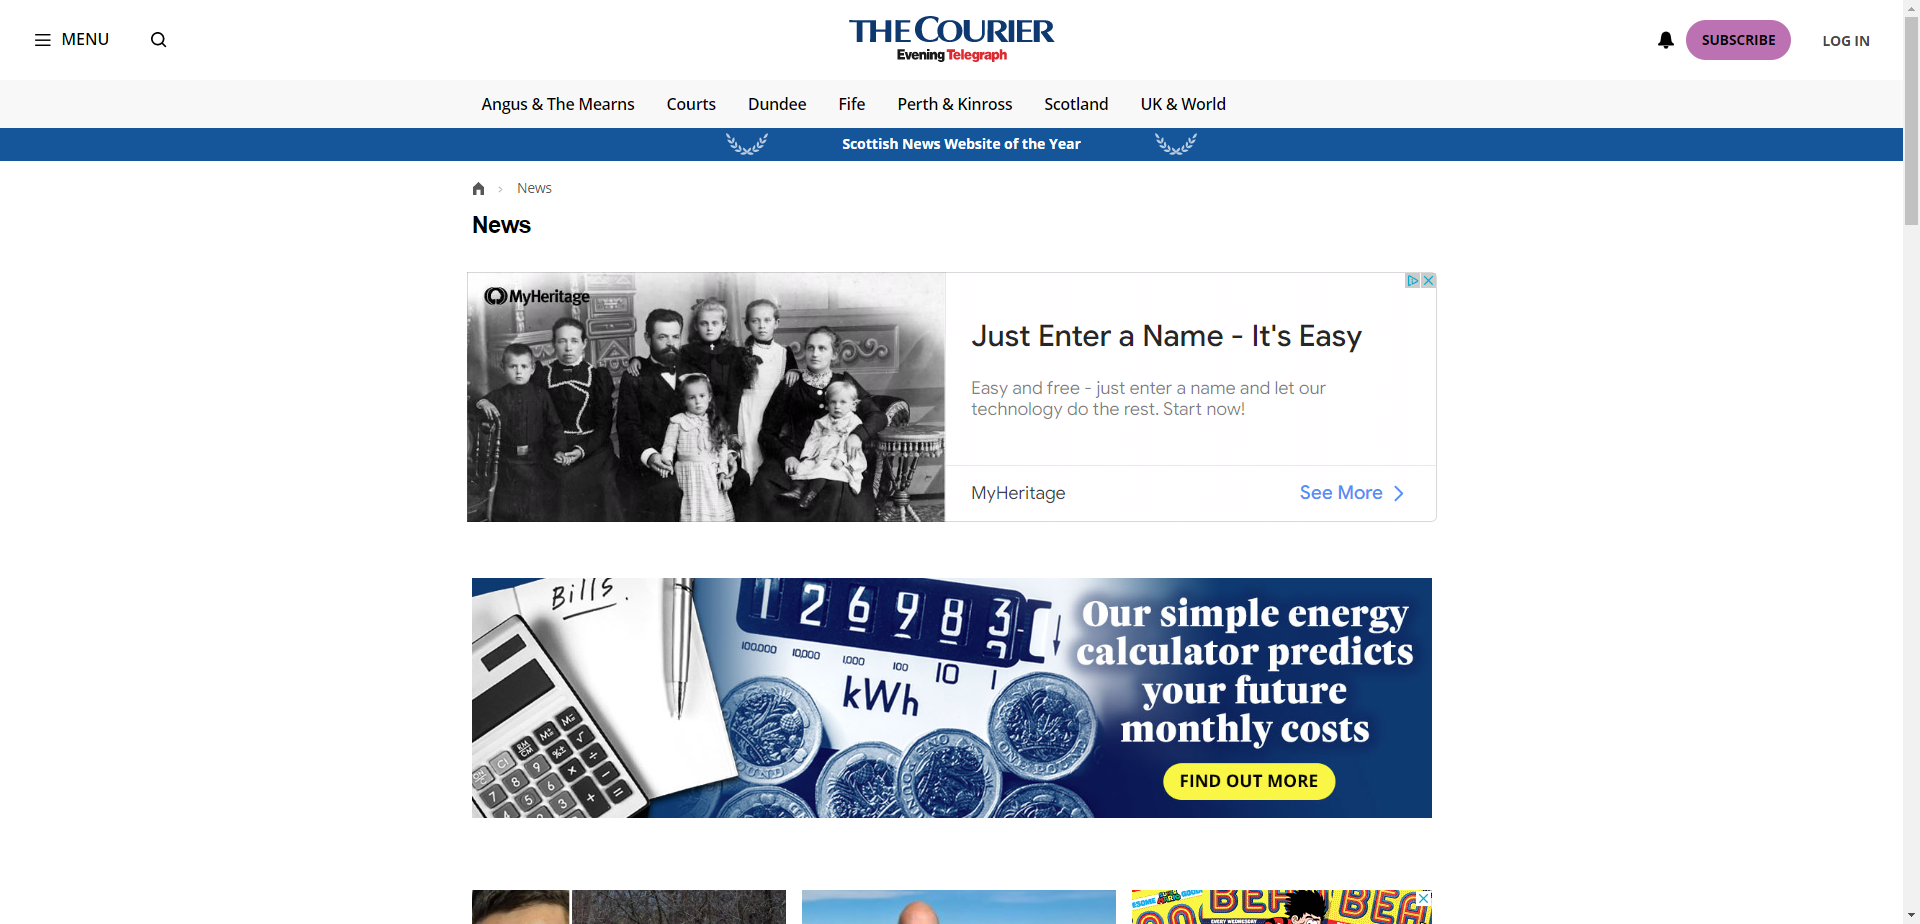 MENU
THE COURIER
Evening Telegraph
SUBSCRIBE
LOG IN
Angus & The Mearns
Courts
Dundee
Fife
Perth & Kinross
Scotland
UK & World
Scottish News Website of the Year
News
News
MyHeritage
Just Enter a Name - It's Easy
Easy and free - just enter a name and let our
technology do the rest. Start now!
MyHeritage
See More
Bills.
1 2 6 9 8 3
100,000 10,000 1,000 100 10 1
kWh
Our simple energy
calculator predicts
your future
monthly costs
FIND OUT MORE
EVERY WEDNESDAY